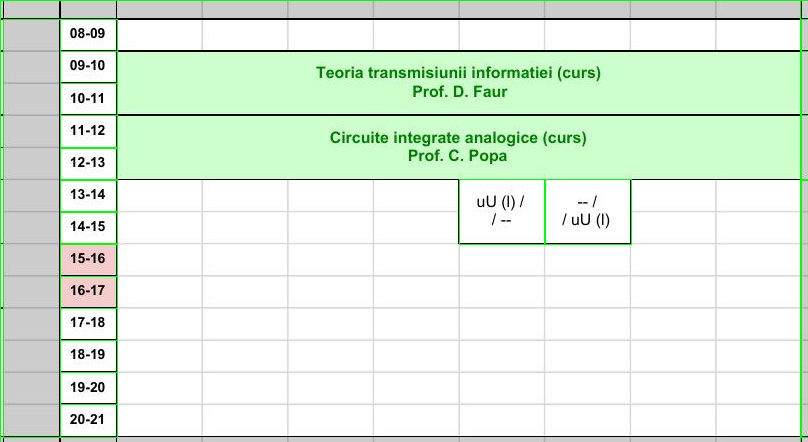 08-09
09-10
Teoria transmisiunii informatiei (curs)
Prof. D. Faur
10-11
11-12
Circuite integrate analogice (curs)
Prof. C. Popa
12-13
13-14
uU (l) /
/ --
-- /
/ uU (l)
14-15
15-16
16-17
17-18
18-19
19-20
20-21